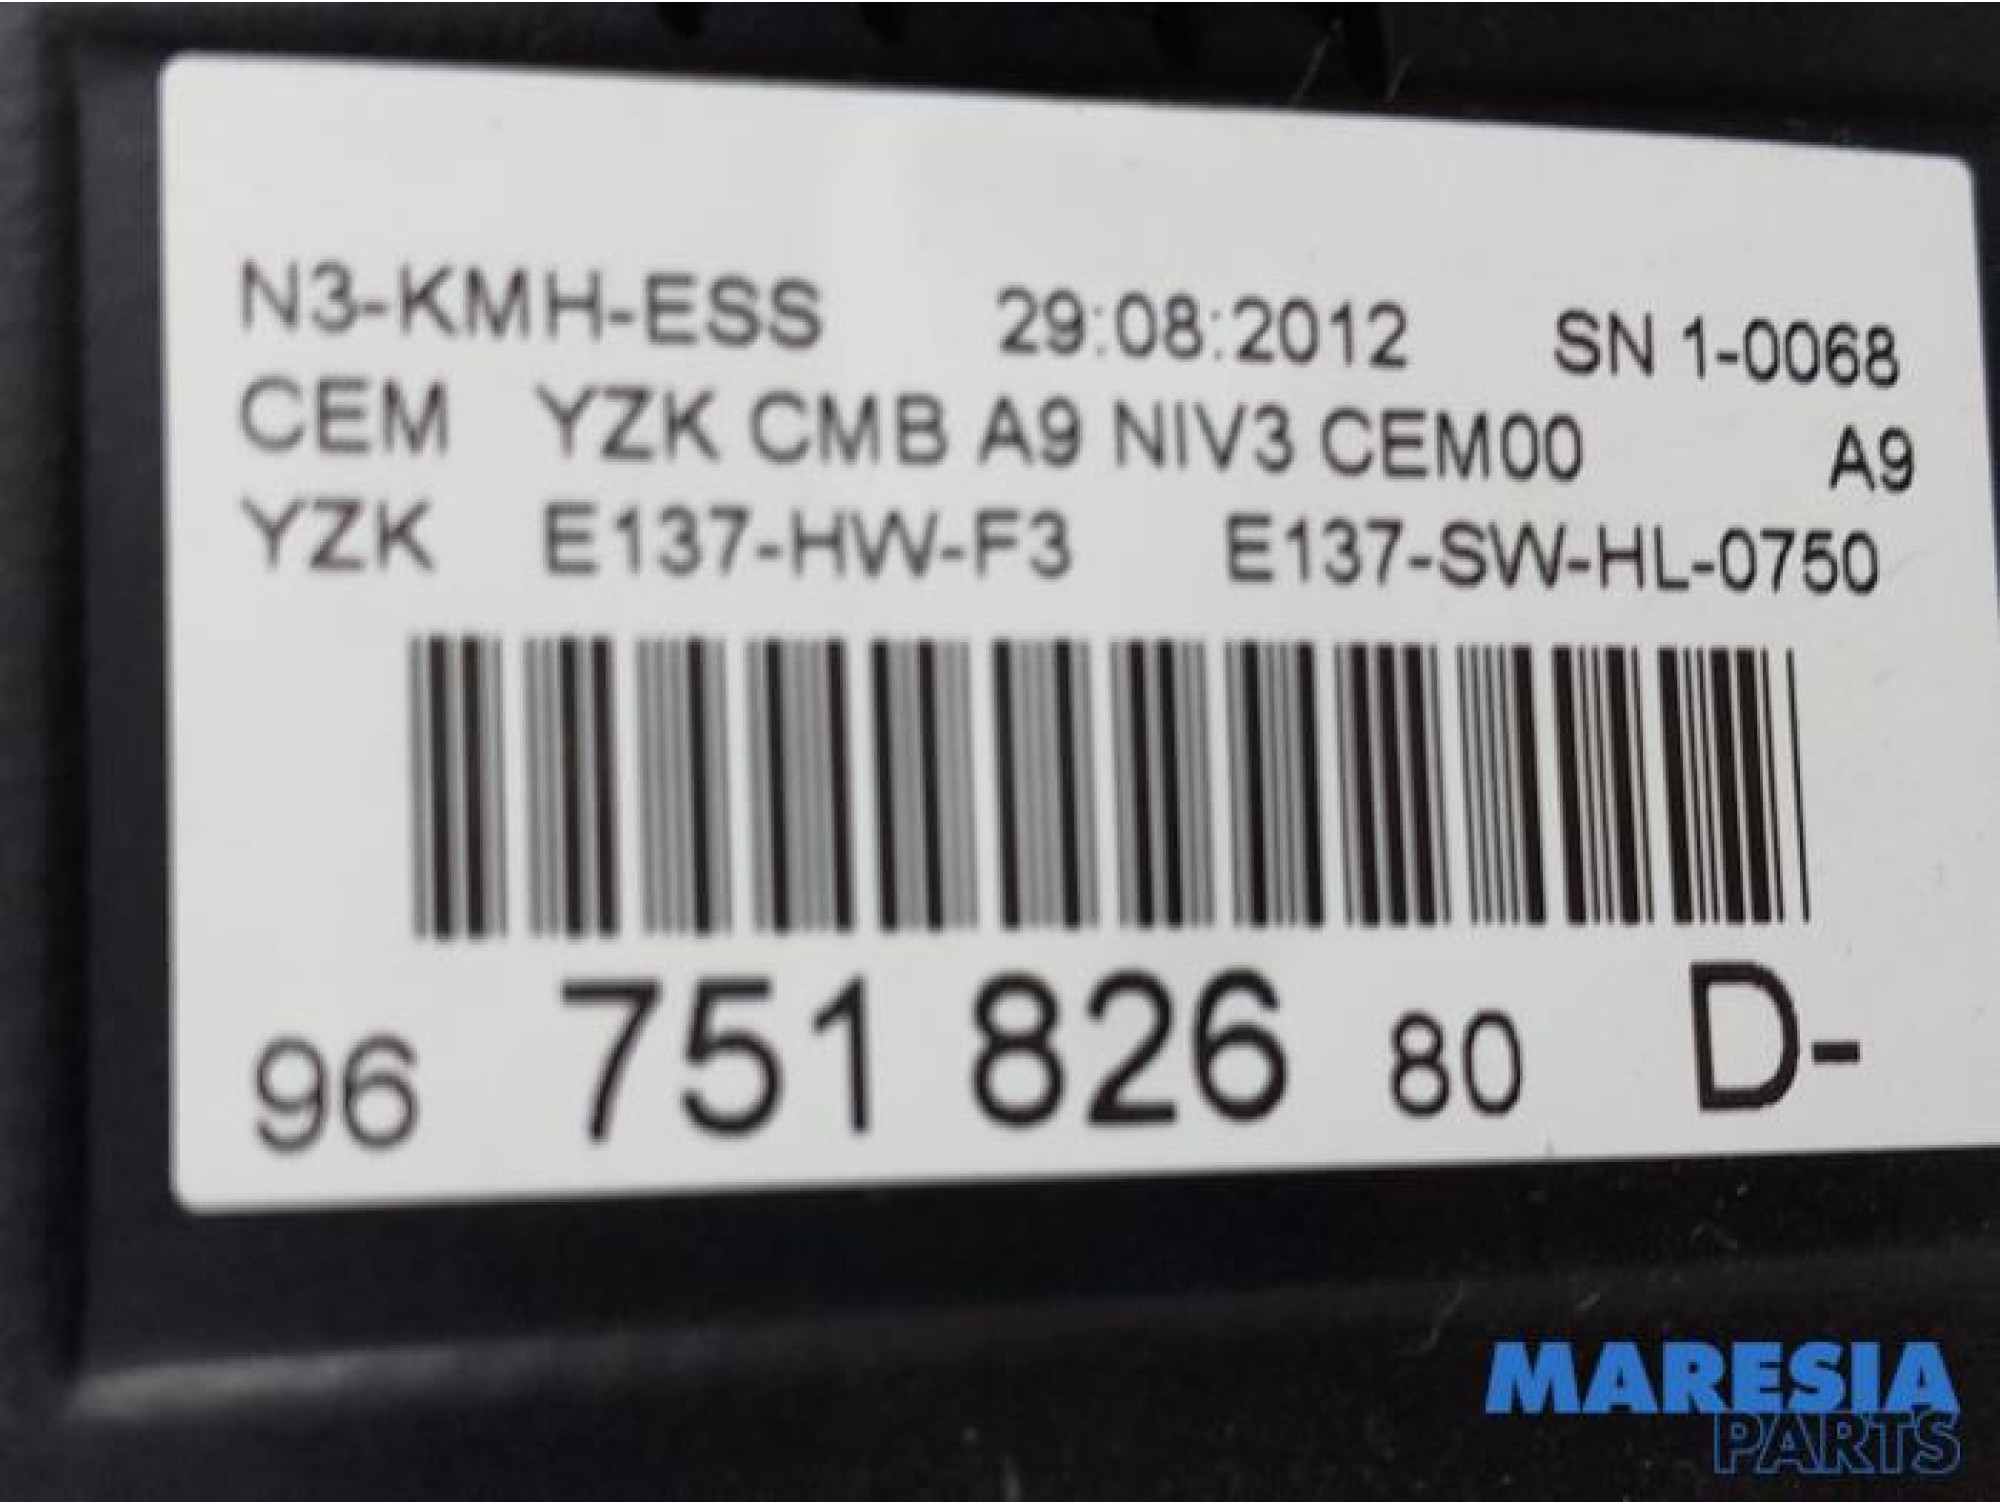 N3-KMH-ESS 29:08:2012 SN 1-0068
CEM YZK CMB A9 NIV3 CEM00 A9
YZK E137-HW-F3 E137-SW-HL-0750
96 751 826 80 D-
MARESIA
PARTS